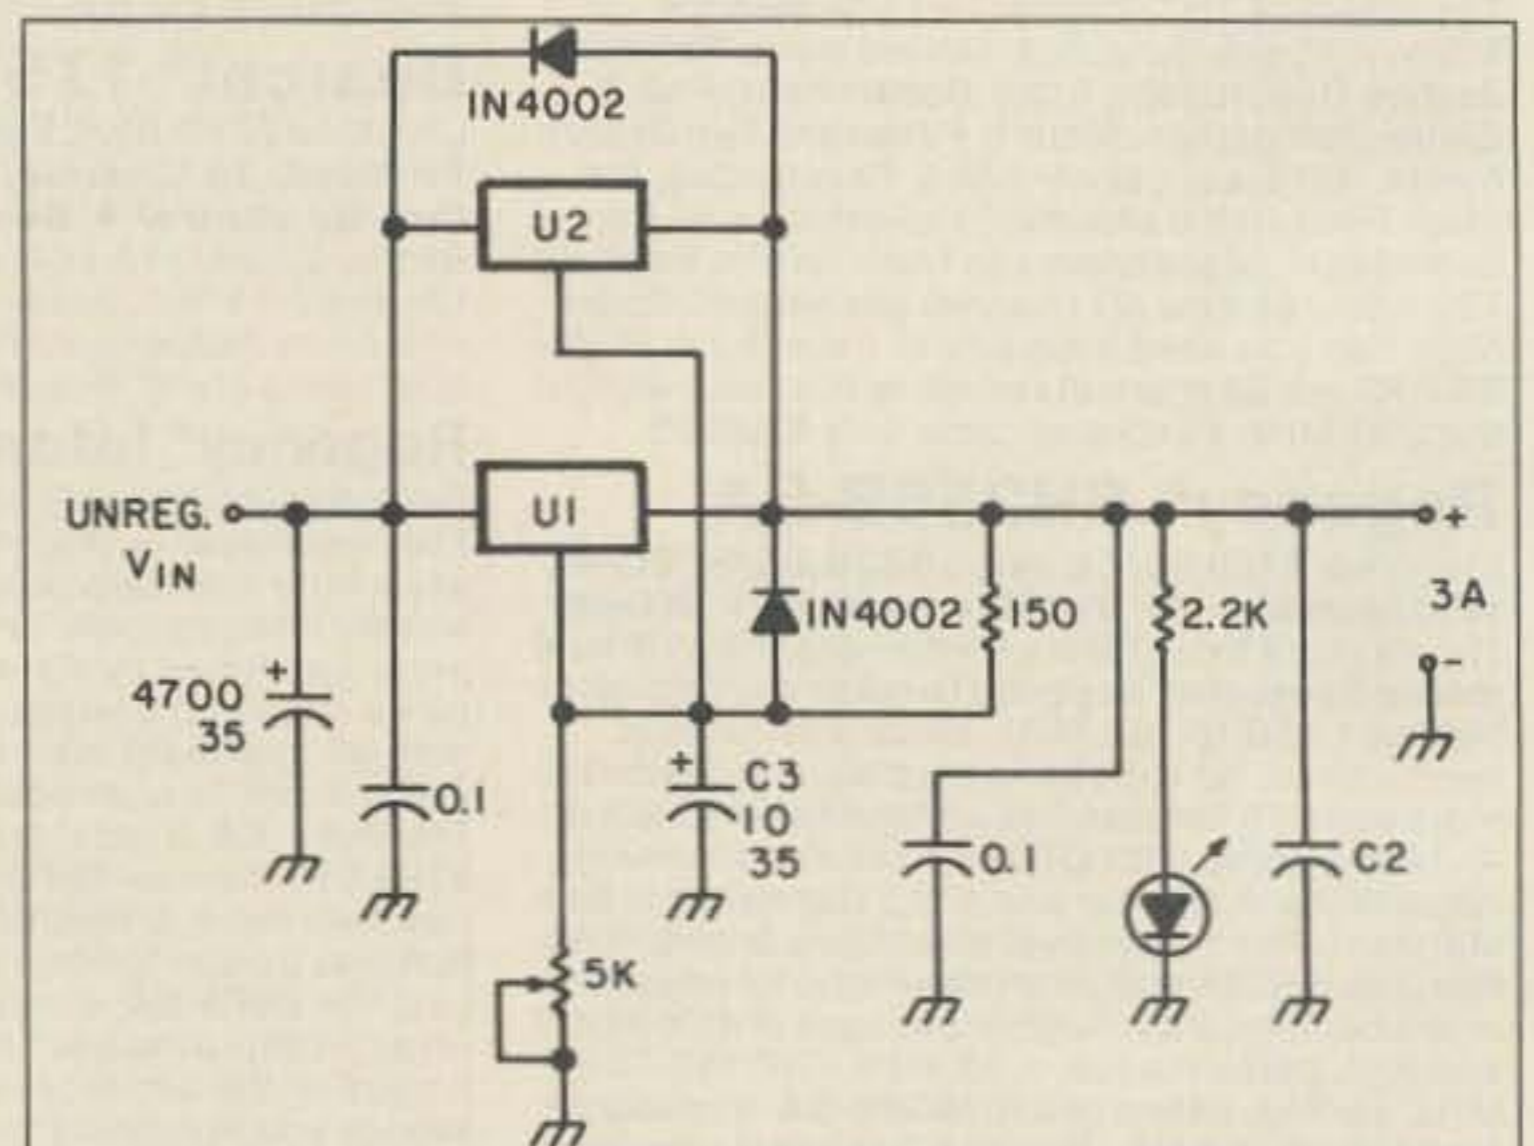 IN4002
U2
UNREG.
VIN
U1
+
3A
-
IN4002
150
2.2K
+
4700
35
0.1
+
C3
10
35
0.1
C2
5K